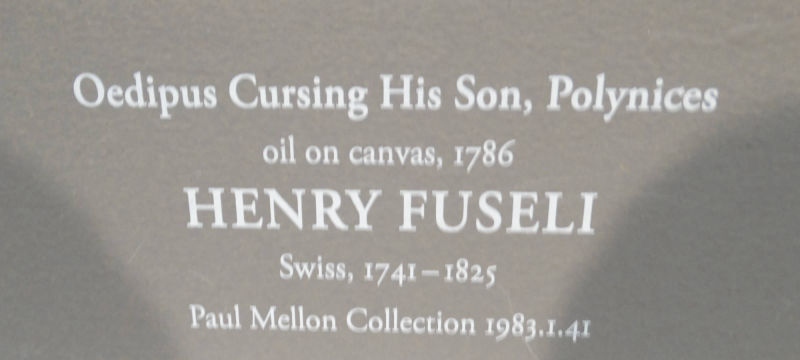 Oedipus Cursing His Son, Polynices
oil on canvas, 1786
HENRY FUSELI
Swiss, 1741–1825
Paul Mellon Collection 1983.1.41